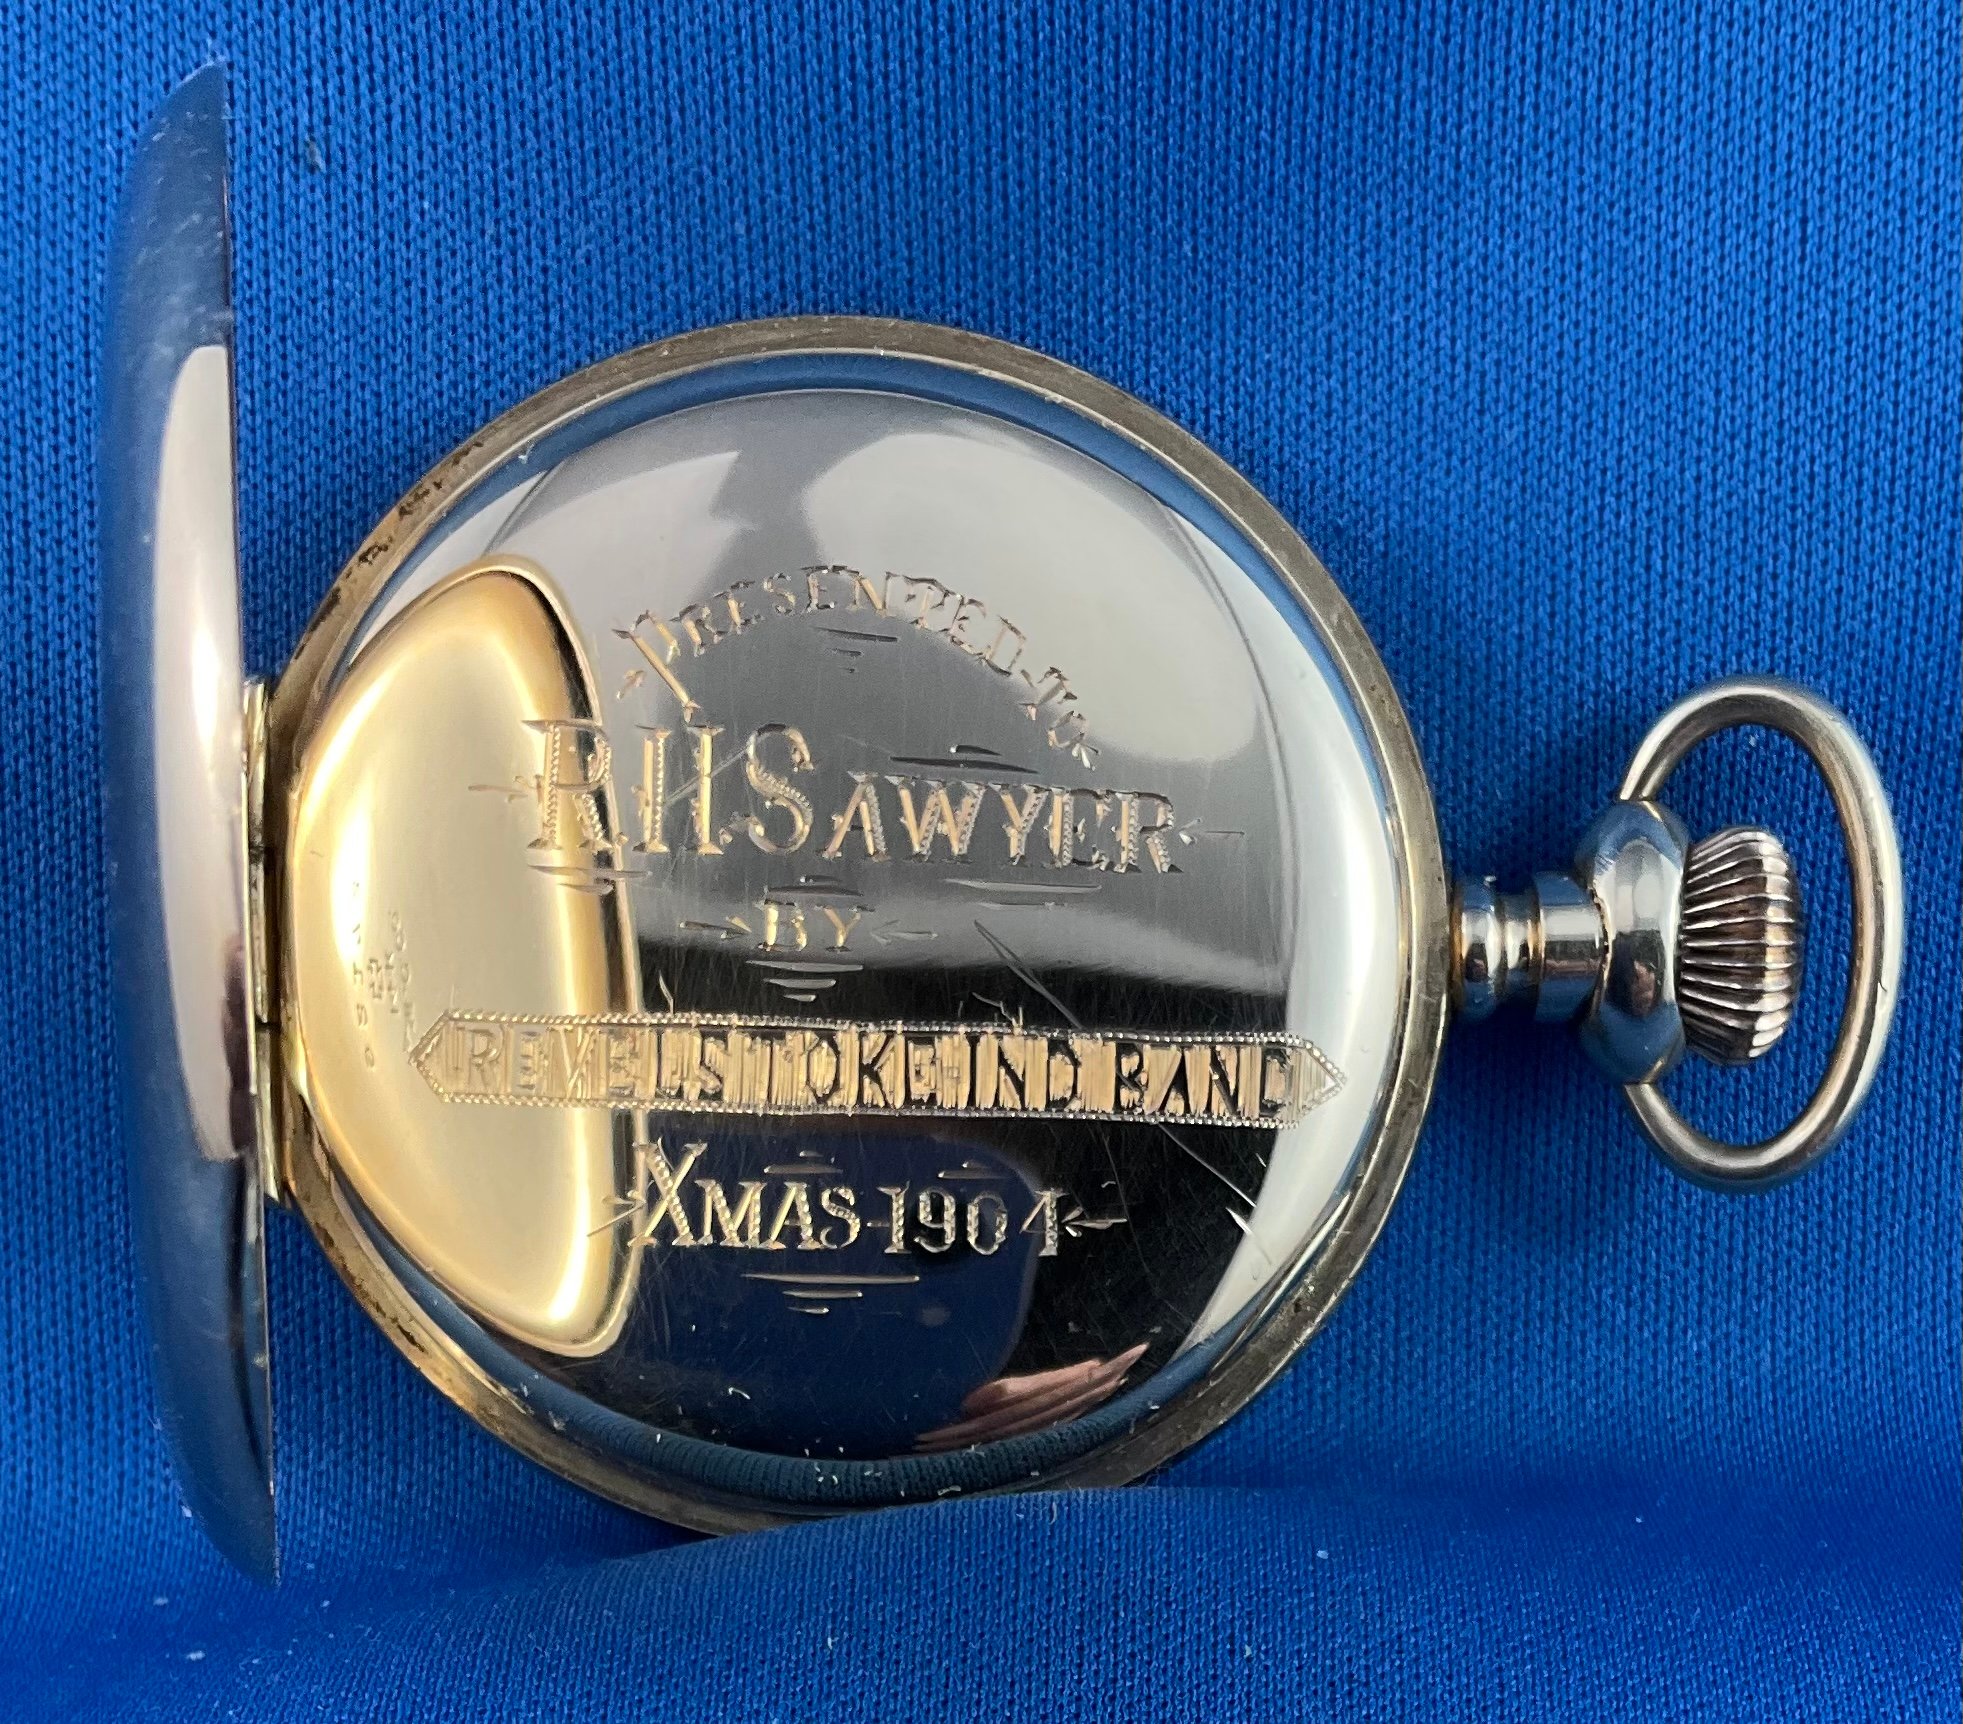 PRESENTED TO
R.H. SAWYER
BY
REVELSTOKE IND BAND
XMAS-1904